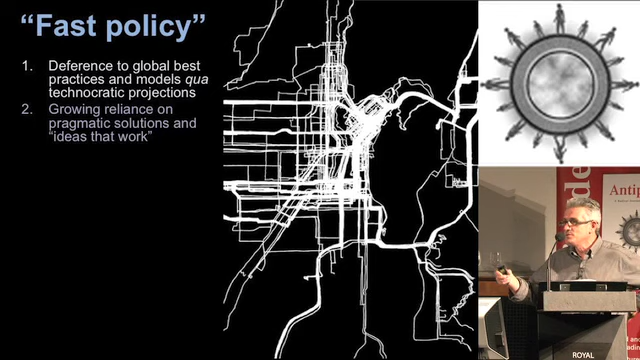 “Fast policy”
1. Deference to global best
practices and models qua
technocratic projections
2. Growing reliance on
pragmatic solutions and
“ideas that work”
Antip
ROYAL